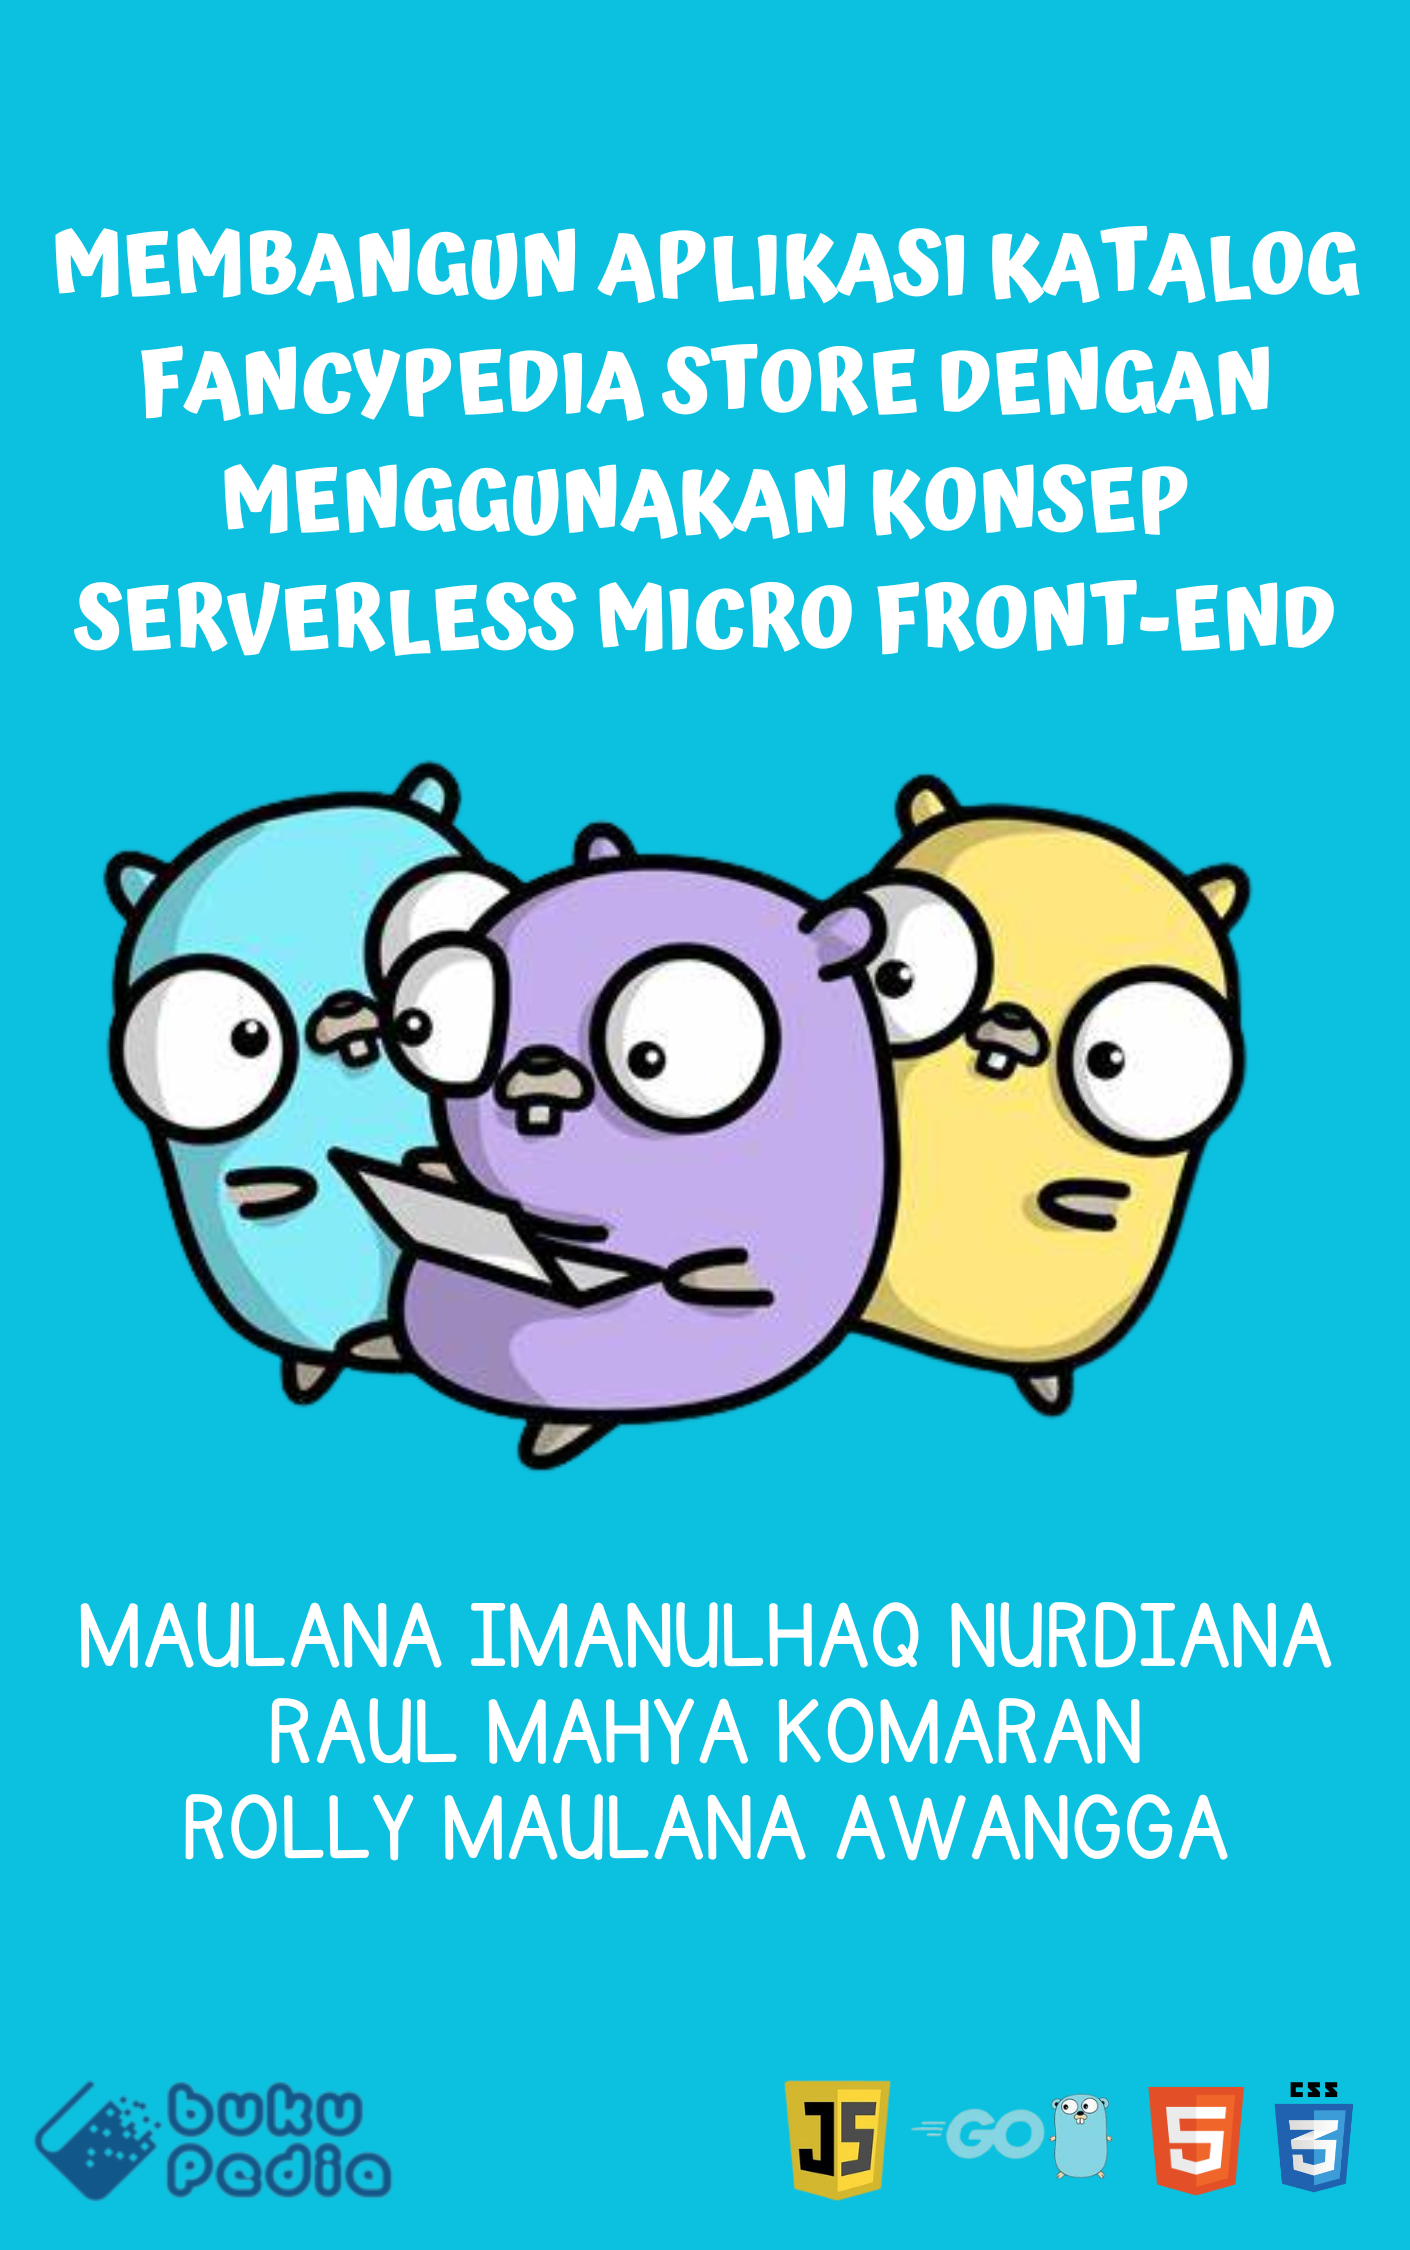 MEMBANGUN APLIKASI KATALOG
FANCYPEDIA STORE DENGAN
MENGGUNAKAN KONSEP
SERVERLESS MICRO FRONT-END
MAULANA IMANULHAQ NURDIANA
RAUL MAHYA KOMARAN
ROLLY MAULANA AWANGGA
buku
Pedia
JS
GO
5
CSS
3